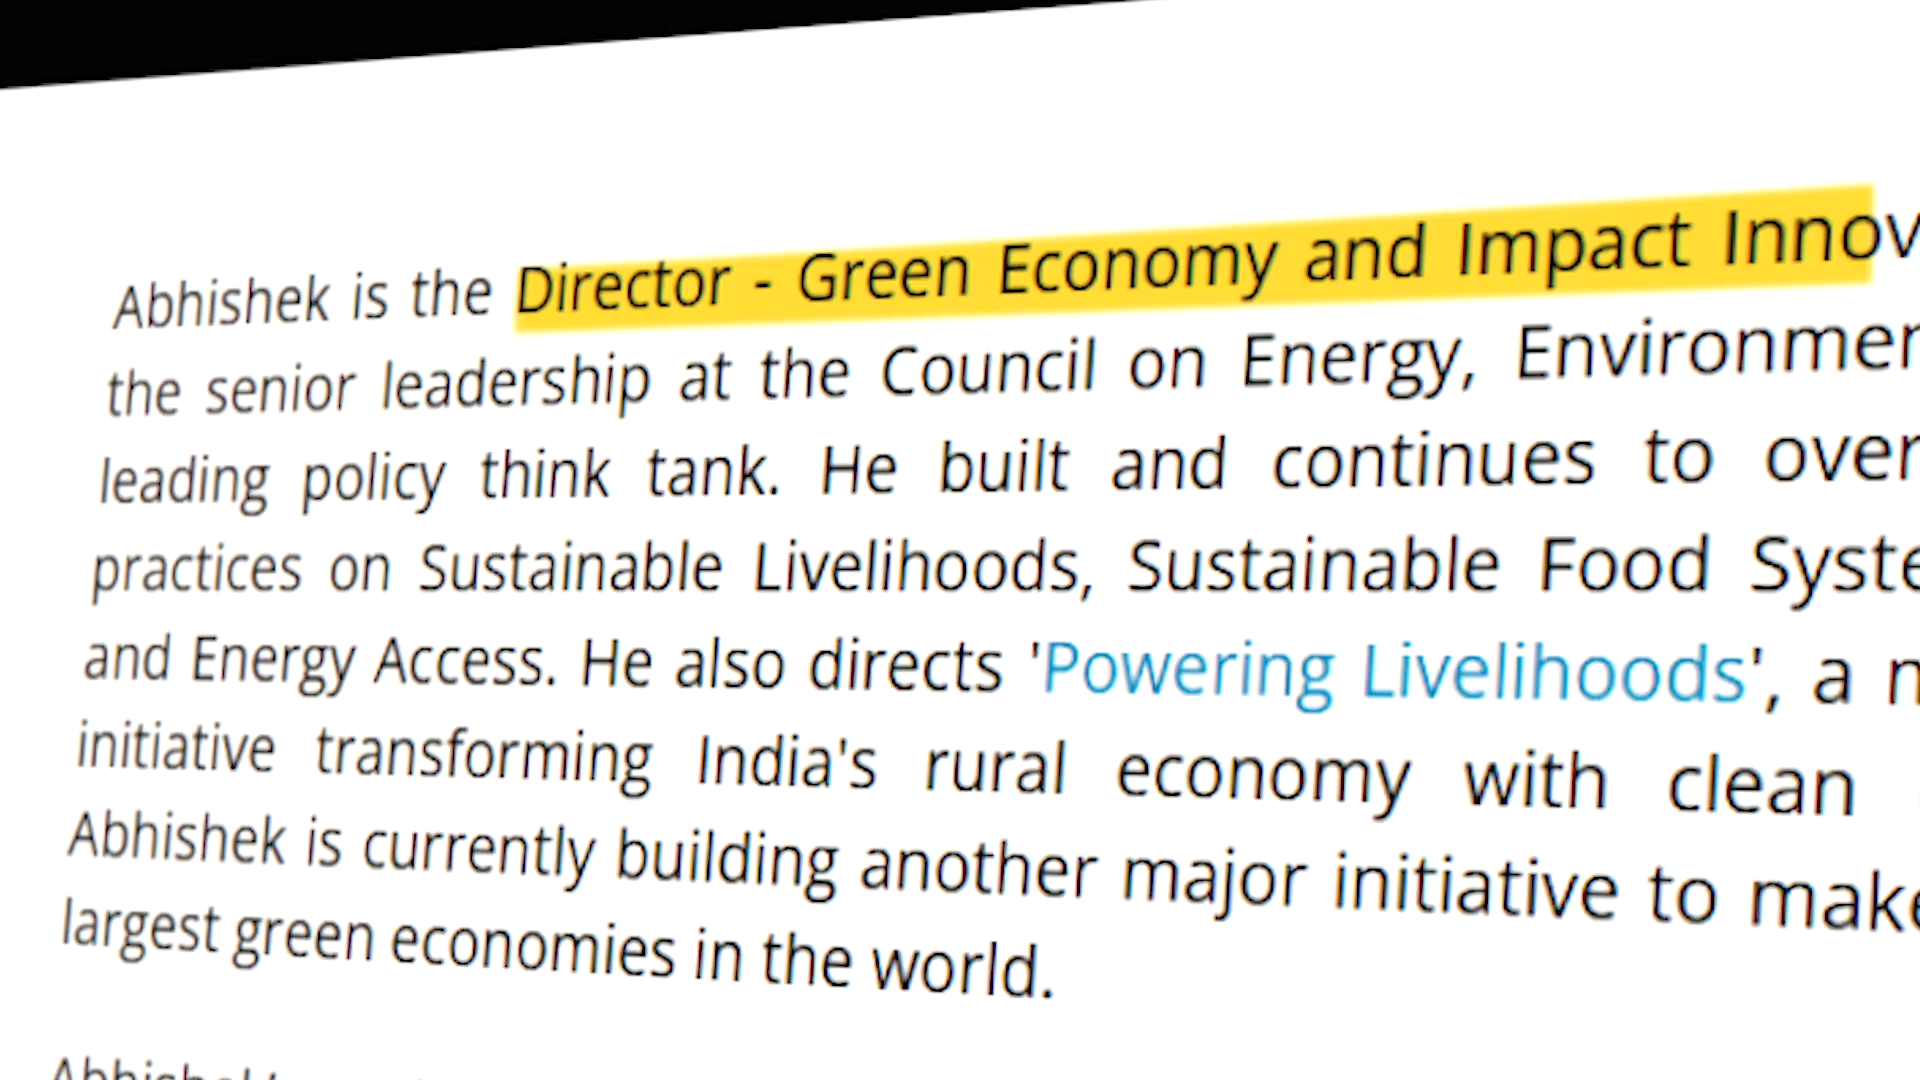 Abhishek is the Director - Green Economy and Impact Innov
the senior leadership at the Council on Energy, Environmen
leading policy think tank. He built and continues to over
practices on Sustainable Livelihoods, Sustainable Food Syste
and Energy Access. He also directs 'Powering Livelihoods', a
initiative transforming India's rural economy with clean
Abhishek is currently building another major initiative to make
largest green economies in the world.